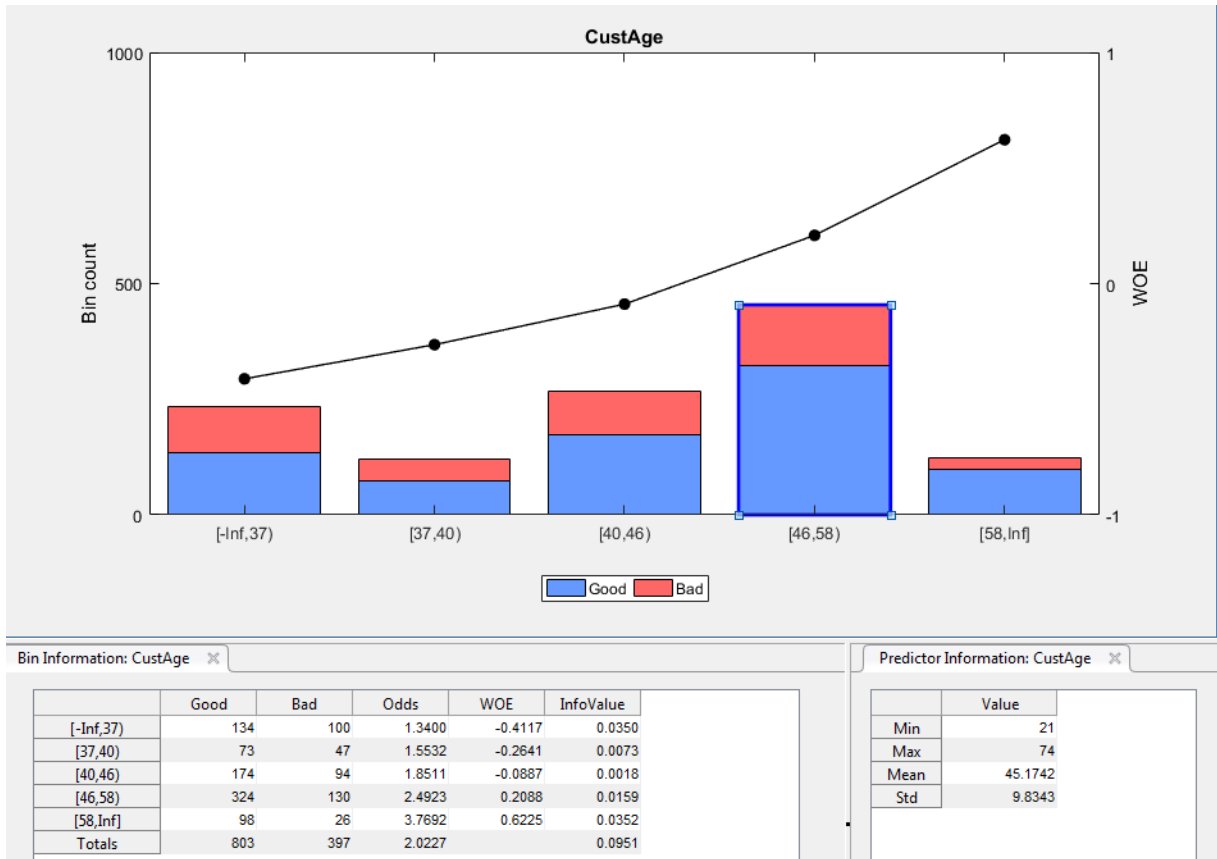 CustAge
1000 1
Bin count 500 0 WOE
0 -1
[-Inf,37) [37,40) [40,46) [46,58) [58,Inf]
Good Bad
Bin Information: CustAge Predictor Information: CustAge
Good Bad Odds WOE InfoValue Value
[-Inf,37) 134 100 1.3400 -0.4117 0.0350 Min 21
[37,40) 73 47 1.5532 -0.2641 0.0073 Max 74
[40,46) 174 94 1.8511 -0.0887 0.0018 Mean 45.1742
[46,58) 324 130 2.4923 0.2088 0.0159 Std 9.8343
[58,Inf] 98 26 3.7692 0.6225 0.0352
Totals 803 397 2.0227 0.0951